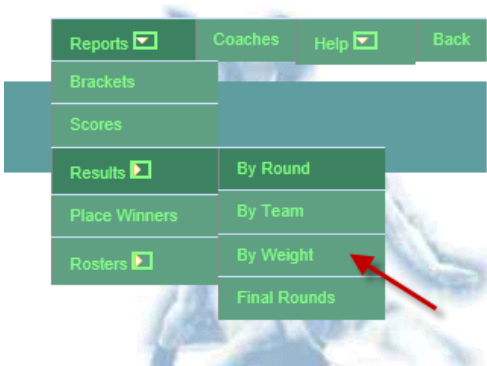 Reports Coaches Help Back
Brackets
Scores
Results By Round
Place Winners By Team
Rosters By Weight
Final Rounds